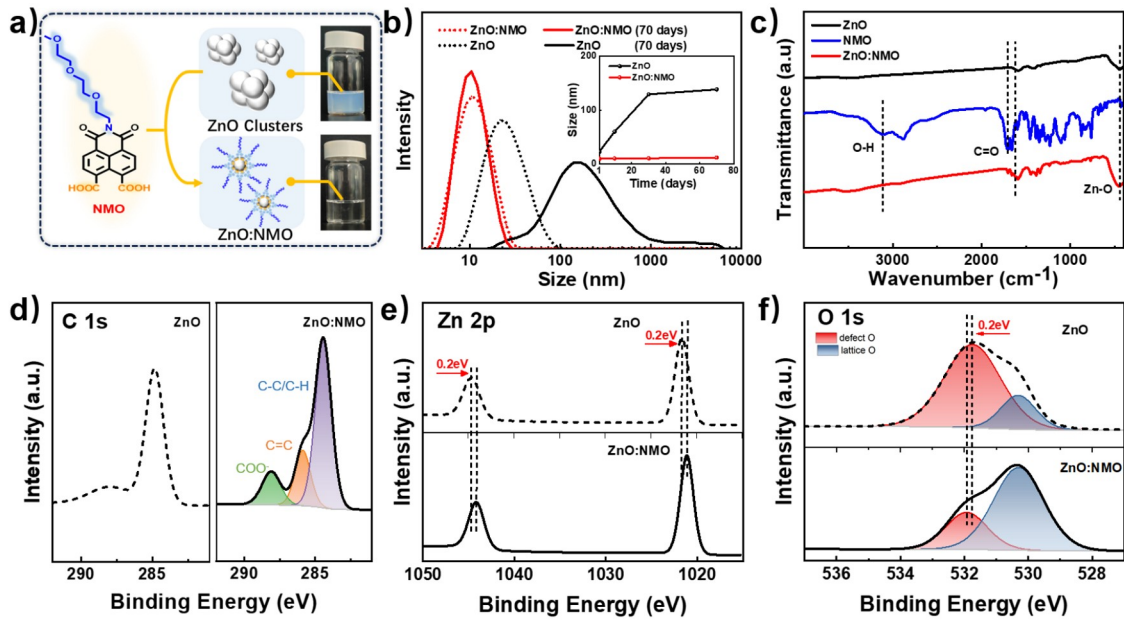 a)
O
O
O
O
N
O
HOOC
COOH
NMO
ZnO Clusters
ZnO:NMO
b)
ZnO:NMO
ZnO:NMO (70 days)
ZnO
ZnO
(70 days)
Intensity
Size (nm)
10
100
1000
10000
ZnO
ZnO:NMO
200
100
0
Size (nm)
0
20
40
60
80
Time (days)
c)
ZnO
NMO
ZnO:NMO
Transmittance (a.u)
O-H
C=O
Zn-O
3000
2000
1000
Wavenumber (cm-1)
d)
C 1s
ZnO
ZnO:NMO
C-C/C-H
C=C
COO-
Intensity (a.u.)
290
285
290
285
Binding Energy (eV)
e)
Zn 2p
ZnO
0.2eV
0.2eV
ZnO:NMO
Intensity (a.u.)
1050
1040
1030
1020
Binding Energy (eV)
f)
O 1s
defect O
lattice O
0.2eV
ZnO
ZnO:NMO
Intensity (a.u.)
536
534
532
530
528
Binding Energy (eV)